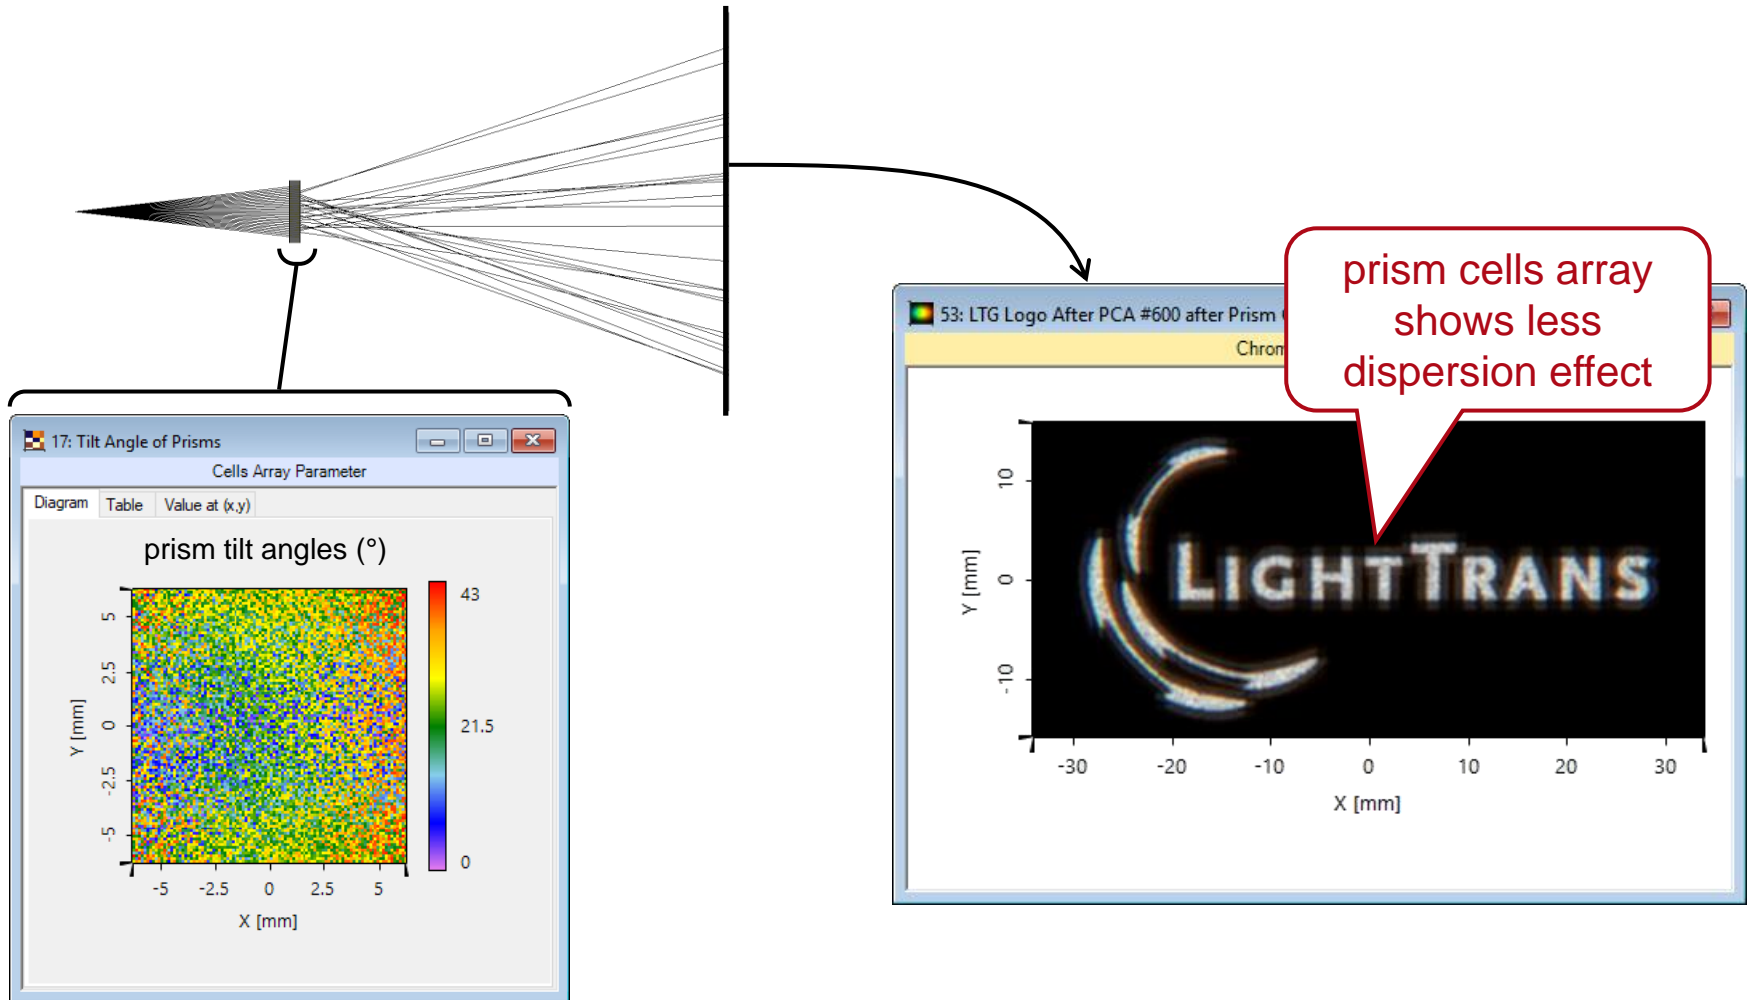 prism cells array
shows less
dispersion effect
53: LTG Logo After PCA #600 after Prism
Chrom
10
0
-10
Y [mm]
LIGHTTRANS
-30 -20 -10 0 10 20 30
X [mm]
17: Tilt Angle of Prisms
Cells Array Parameter
Diagram Table Value at (x,y)
prism tilt angles (°)
5
2.5
0
-2.5
-5
Y [mm]
43
21.5
0
-5 -2.5 0 2.5 5
X [mm]